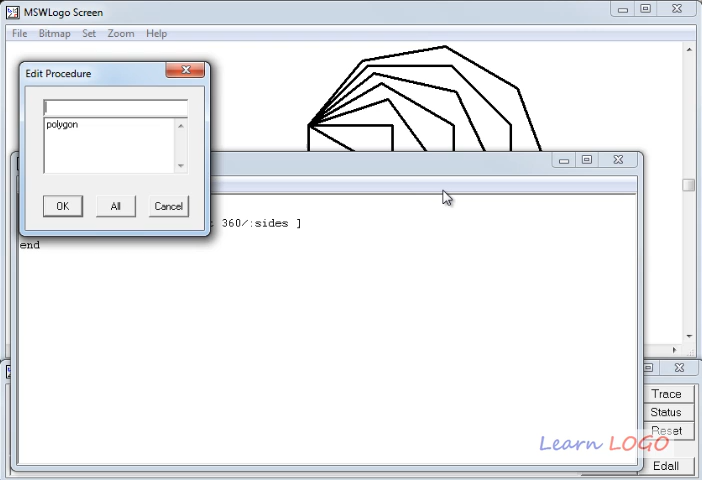 MSWLogo Screen
File Bitmap Set Zoom Help
Edit Procedure
polygon
OK All Cancel
360/:sides ]
end
Trace
Status
Reset
Edall
Learn LOGO